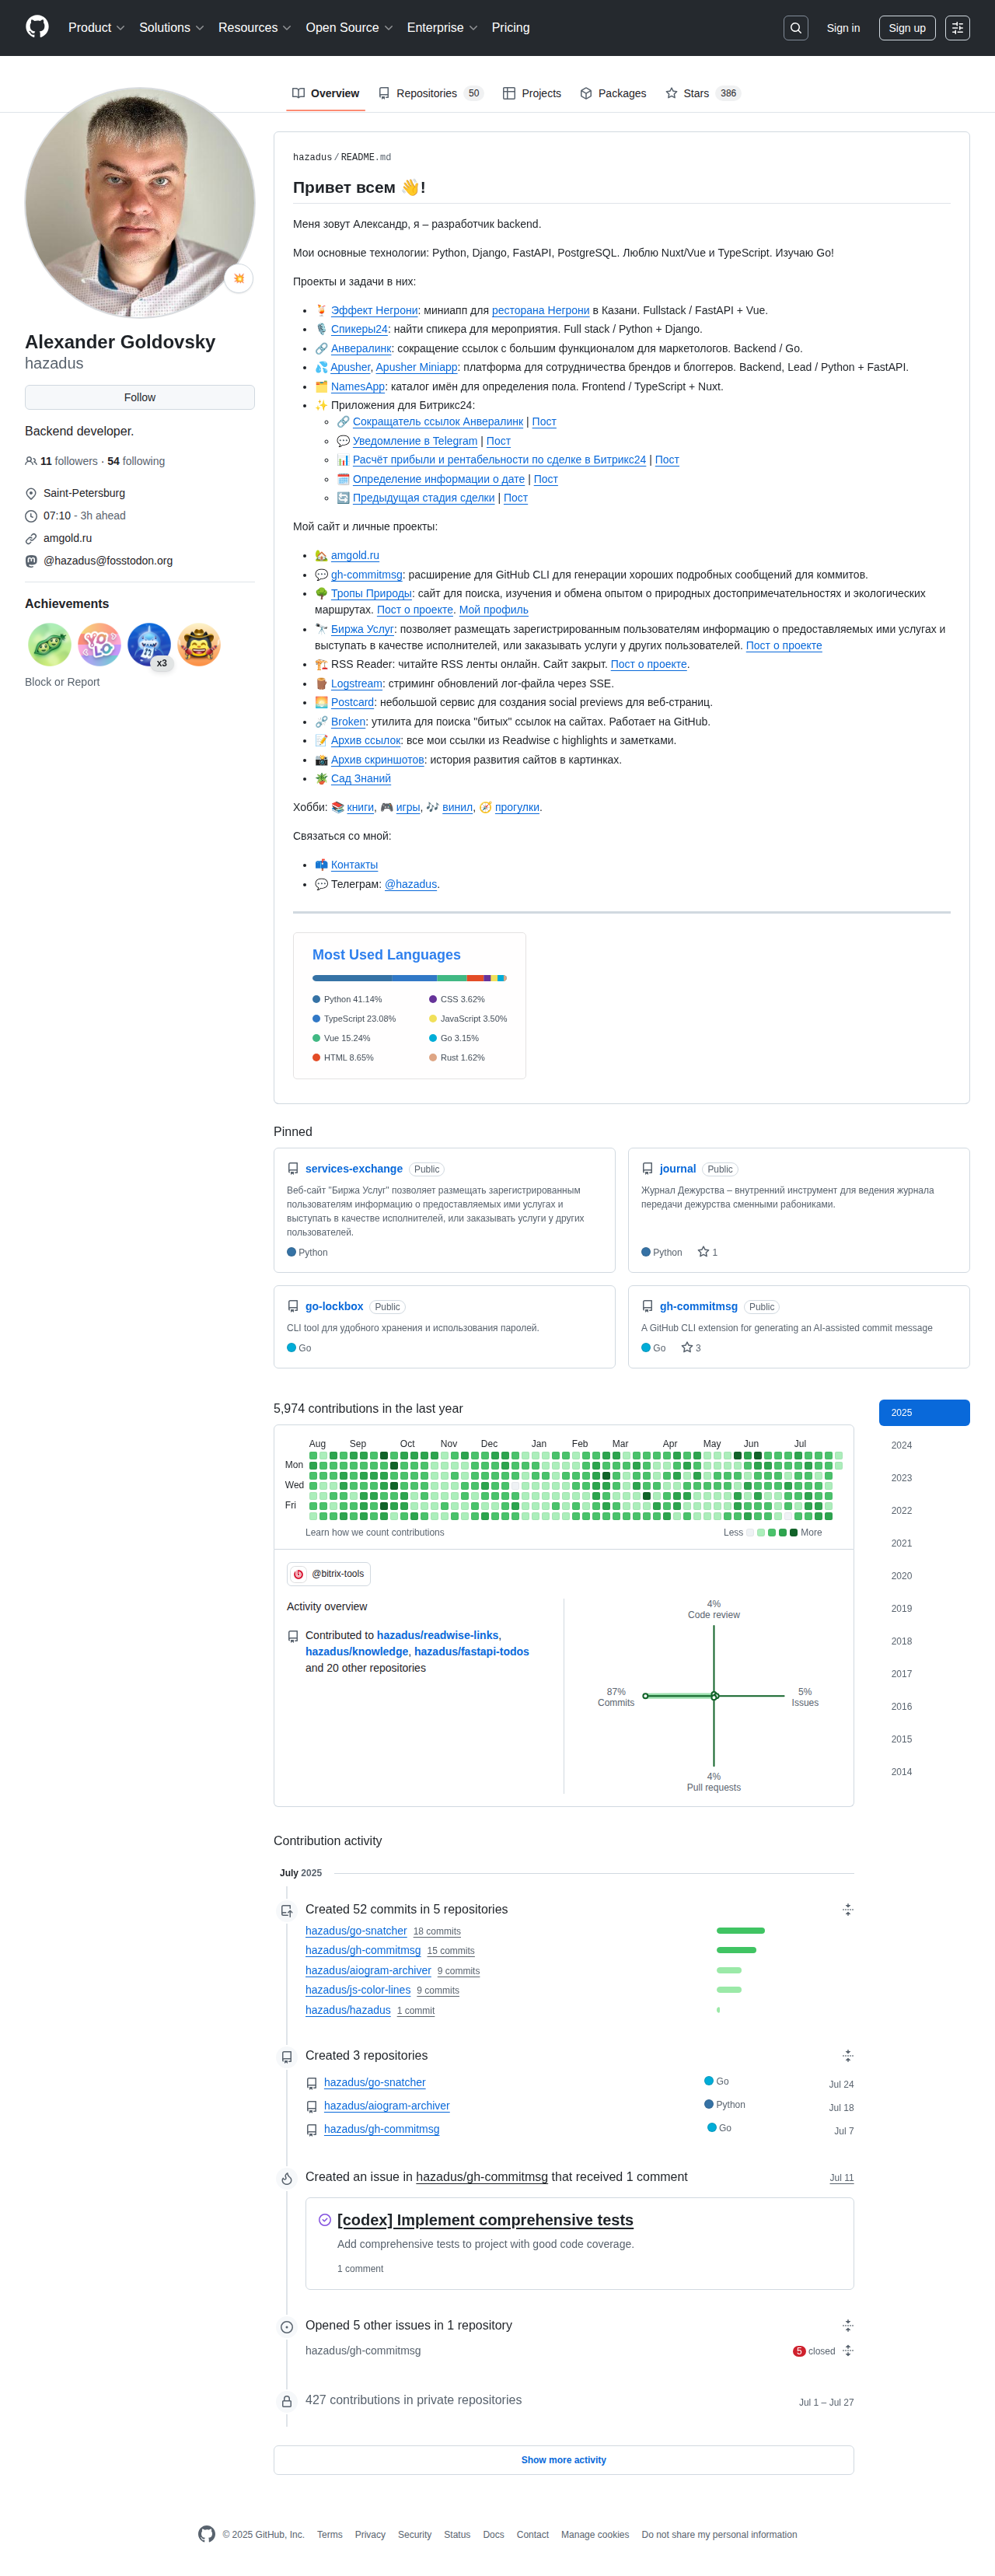 Product Solutions Resources Open Source Enterprise Pricing
Sign in Sign up
Overview Repositories 50 Projects Packages Stars 386
Alexander Goldovsky
hazadus
Follow
Backend developer.
11 followers · 54 following
Saint-Petersburg
07:10 - 3h ahead
amgold.ru
@hazadus@fosstodon.org
Achievements
YOLO
x3
Block or Report
hazadus / README.md
Привет всем 👋!
Меня зовут Александр, я – разработчик backend.
Мои основные технологии: Python, Django, FastAPI, PostgreSQL. Люблю Nuxt/Vue и TypeScript. Изучаю Go!
Проекты и задачи в них:
🍹 Эффект Негрони: миниапп для ресторана Негрони в Казани. Fullstack / FastAPI + Vue.
🎙️ Спикеры24: найти спикера для мероприятия. Full stack / Python + Django.
🔗 Анвералинк: сокращение ссылок с большим функционалом для маркетологов. Backend / Go.
💦 Apusher, Apusher Miniapp: платформа для сотрудничества брендов и блоггеров. Backend, Lead / Python + FastAPI.
🗂️ NamesApp: каталог имён для определения пола. Frontend / TypeScript + Nuxt.
✨ Приложения для Битрикс24:
🔗 Сокращатель ссылок Анвералинк | Пост
💬 Уведомление в Telegram | Пост
📊 Расчёт прибыли и рентабельности по сделке в Битрикс24 | Пост
🗓️ Определение информации о дате | Пост
🔄 Предыдущая стадия сделки | Пост
Мой сайт и личные проекты:
🏡 amgold.ru
💬 gh-commitmsg: расширение для GitHub CLI для генерации хороших подробных сообщений для коммитов.
🌳 Тропы Природы: сайт для поиска, изучения и обмена опытом о природных достопримечательностях и экологических
маршрутах. Пост о проекте. Мой профиль
🔭 Биржа Услуг: позволяет размещать зарегистрированным пользователям информацию о предоставляемых ими услугах и
выступать в качестве исполнителей, или заказывать услуги у других пользователей. Пост о проекте
🏗️ RSS Reader: читайте RSS ленты онлайн. Сайт закрыт. Пост о проекте.
🪵 Logstream: стриминг обновлений лог-файла через SSE.
🌅 Postcard: небольшой сервис для создания social previews для веб-страниц.
🔗 Broken: утилита для поиска "битых" ссылок на сайтах. Работает на GitHub.
📝 Архив ссылок: все мои ссылки из Readwise с highlights и заметками.
📸 Архив скриншотов: история развития сайтов в картинках.
🪴 Сад Знаний
Хобби: 📚 книги, 🎮 игры, 🎶 винил, 🧭 прогулки.
Связаться со мной:
📫 Контакты
💬 Телеграм: @hazadus.
Most Used Languages
Python 41.14% CSS 3.62%
TypeScript 23.08% JavaScript 3.50%
Vue 15.24% Go 3.15%
HTML 8.65% Rust 1.62%
Pinned
services-exchange Public
Веб-сайт "Биржа Услуг" позволяет размещать зарегистрированным
пользователям информацию о предоставляемых ими услугах и
выступать в качестве исполнителей, или заказывать услуги у других
пользователей.
Python
journal Public
Журнал Дежурства – внутренний инструмент для ведения журнала
передачи дежурства сменными рабониками.
Python 1
go-lockbox Public
CLI tool для удобного хранения и использования паролей.
Go
gh-commitmsg Public
A GitHub CLI extension for generating an AI-assisted commit message
Go 3
5,974 contributions in the last year
Aug Sep Oct Nov Dec Jan Feb Mar Apr May Jun Jul
Mon
Wed
Fri
Learn how we count contributions Less More
@bitrix-tools
Activity overview
Contributed to hazadus/readwise-links,
hazadus/knowledge, hazadus/fastapi-todos
and 20 other repositories
4%
Code review
87%
Commits
5%
Issues
4%
Pull requests
2025
2024
2023
2022
2021
2020
2019
2018
2017
2016
2015
2014
Contribution activity
July 2025
Created 52 commits in 5 repositories
hazadus/go-snatcher 18 commits
hazadus/gh-commitmsg 15 commits
hazadus/aiogram-archiver 9 commits
hazadus/js-color-lines 9 commits
hazadus/hazadus 1 commit
Created 3 repositories
hazadus/go-snatcher Go Jul 24
hazadus/aiogram-archiver Python Jul 18
hazadus/gh-commitmsg Go Jul 7
Created an issue in hazadus/gh-commitmsg that received 1 comment Jul 11
[codex] Implement comprehensive tests
Add comprehensive tests to project with good code coverage.
1 comment
Opened 5 other issues in 1 repository
hazadus/gh-commitmsg 5 closed
427 contributions in private repositories Jul 1 – Jul 27
Show more activity
© 2025 GitHub, Inc. Terms Privacy Security Status Docs Contact Manage cookies Do not share my personal information